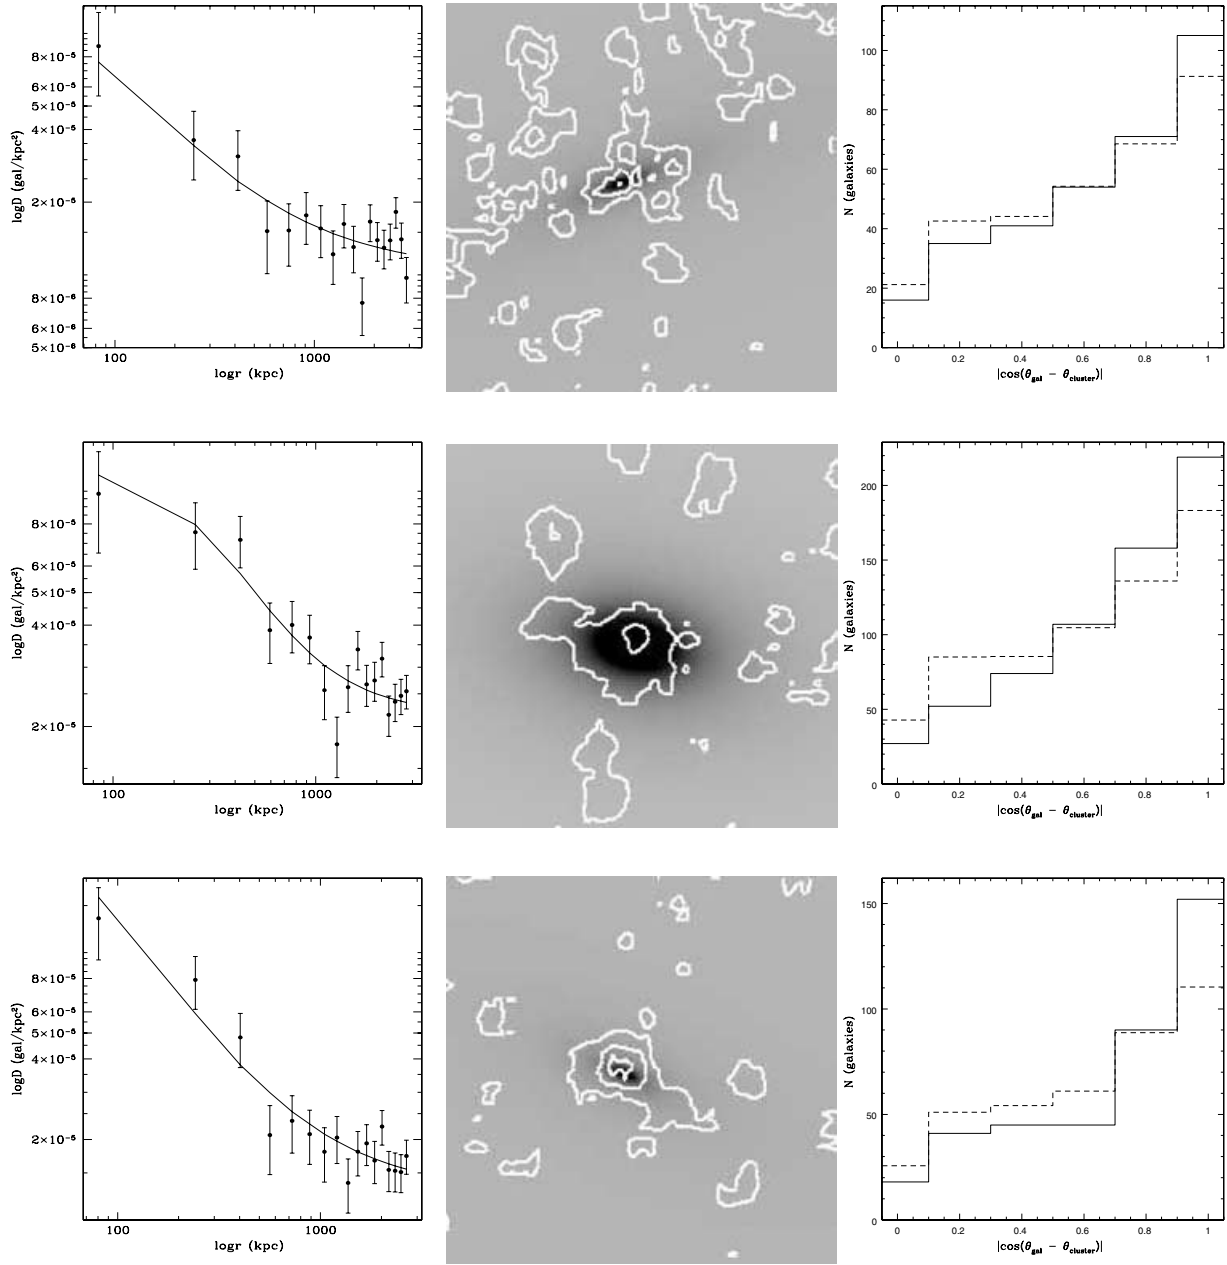 8×10⁻⁵
6×10⁻⁵
5×10⁻⁵
4×10⁻⁵
2×10⁻⁵
8×10⁻⁶
6×10⁻⁶
5×10⁻⁶
logD (gal/kpc²)
100 1000
logr (kpc)
100
80
60
40
20
0
N (galaxies)
0 0.2 0.4 0.6 0.8 1
|cos(θgal − θcluster)|
8×10⁻⁵
6×10⁻⁵
5×10⁻⁵
4×10⁻⁵
2×10⁻⁵
logD (gal/kpc²)
100 1000
logr (kpc)
200
150
100
50
0
N (galaxies)
0 0.2 0.4 0.6 0.8 1
|cos(θgal − θcluster)|
8×10⁻⁵
6×10⁻⁵
5×10⁻⁵
4×10⁻⁵
2×10⁻⁵
logD (gal/kpc²)
100 1000
logr (kpc)
150
100
50
0
N (galaxies)
0 0.2 0.4 0.6 0.8 1
|cos(θgal − θcluster)|